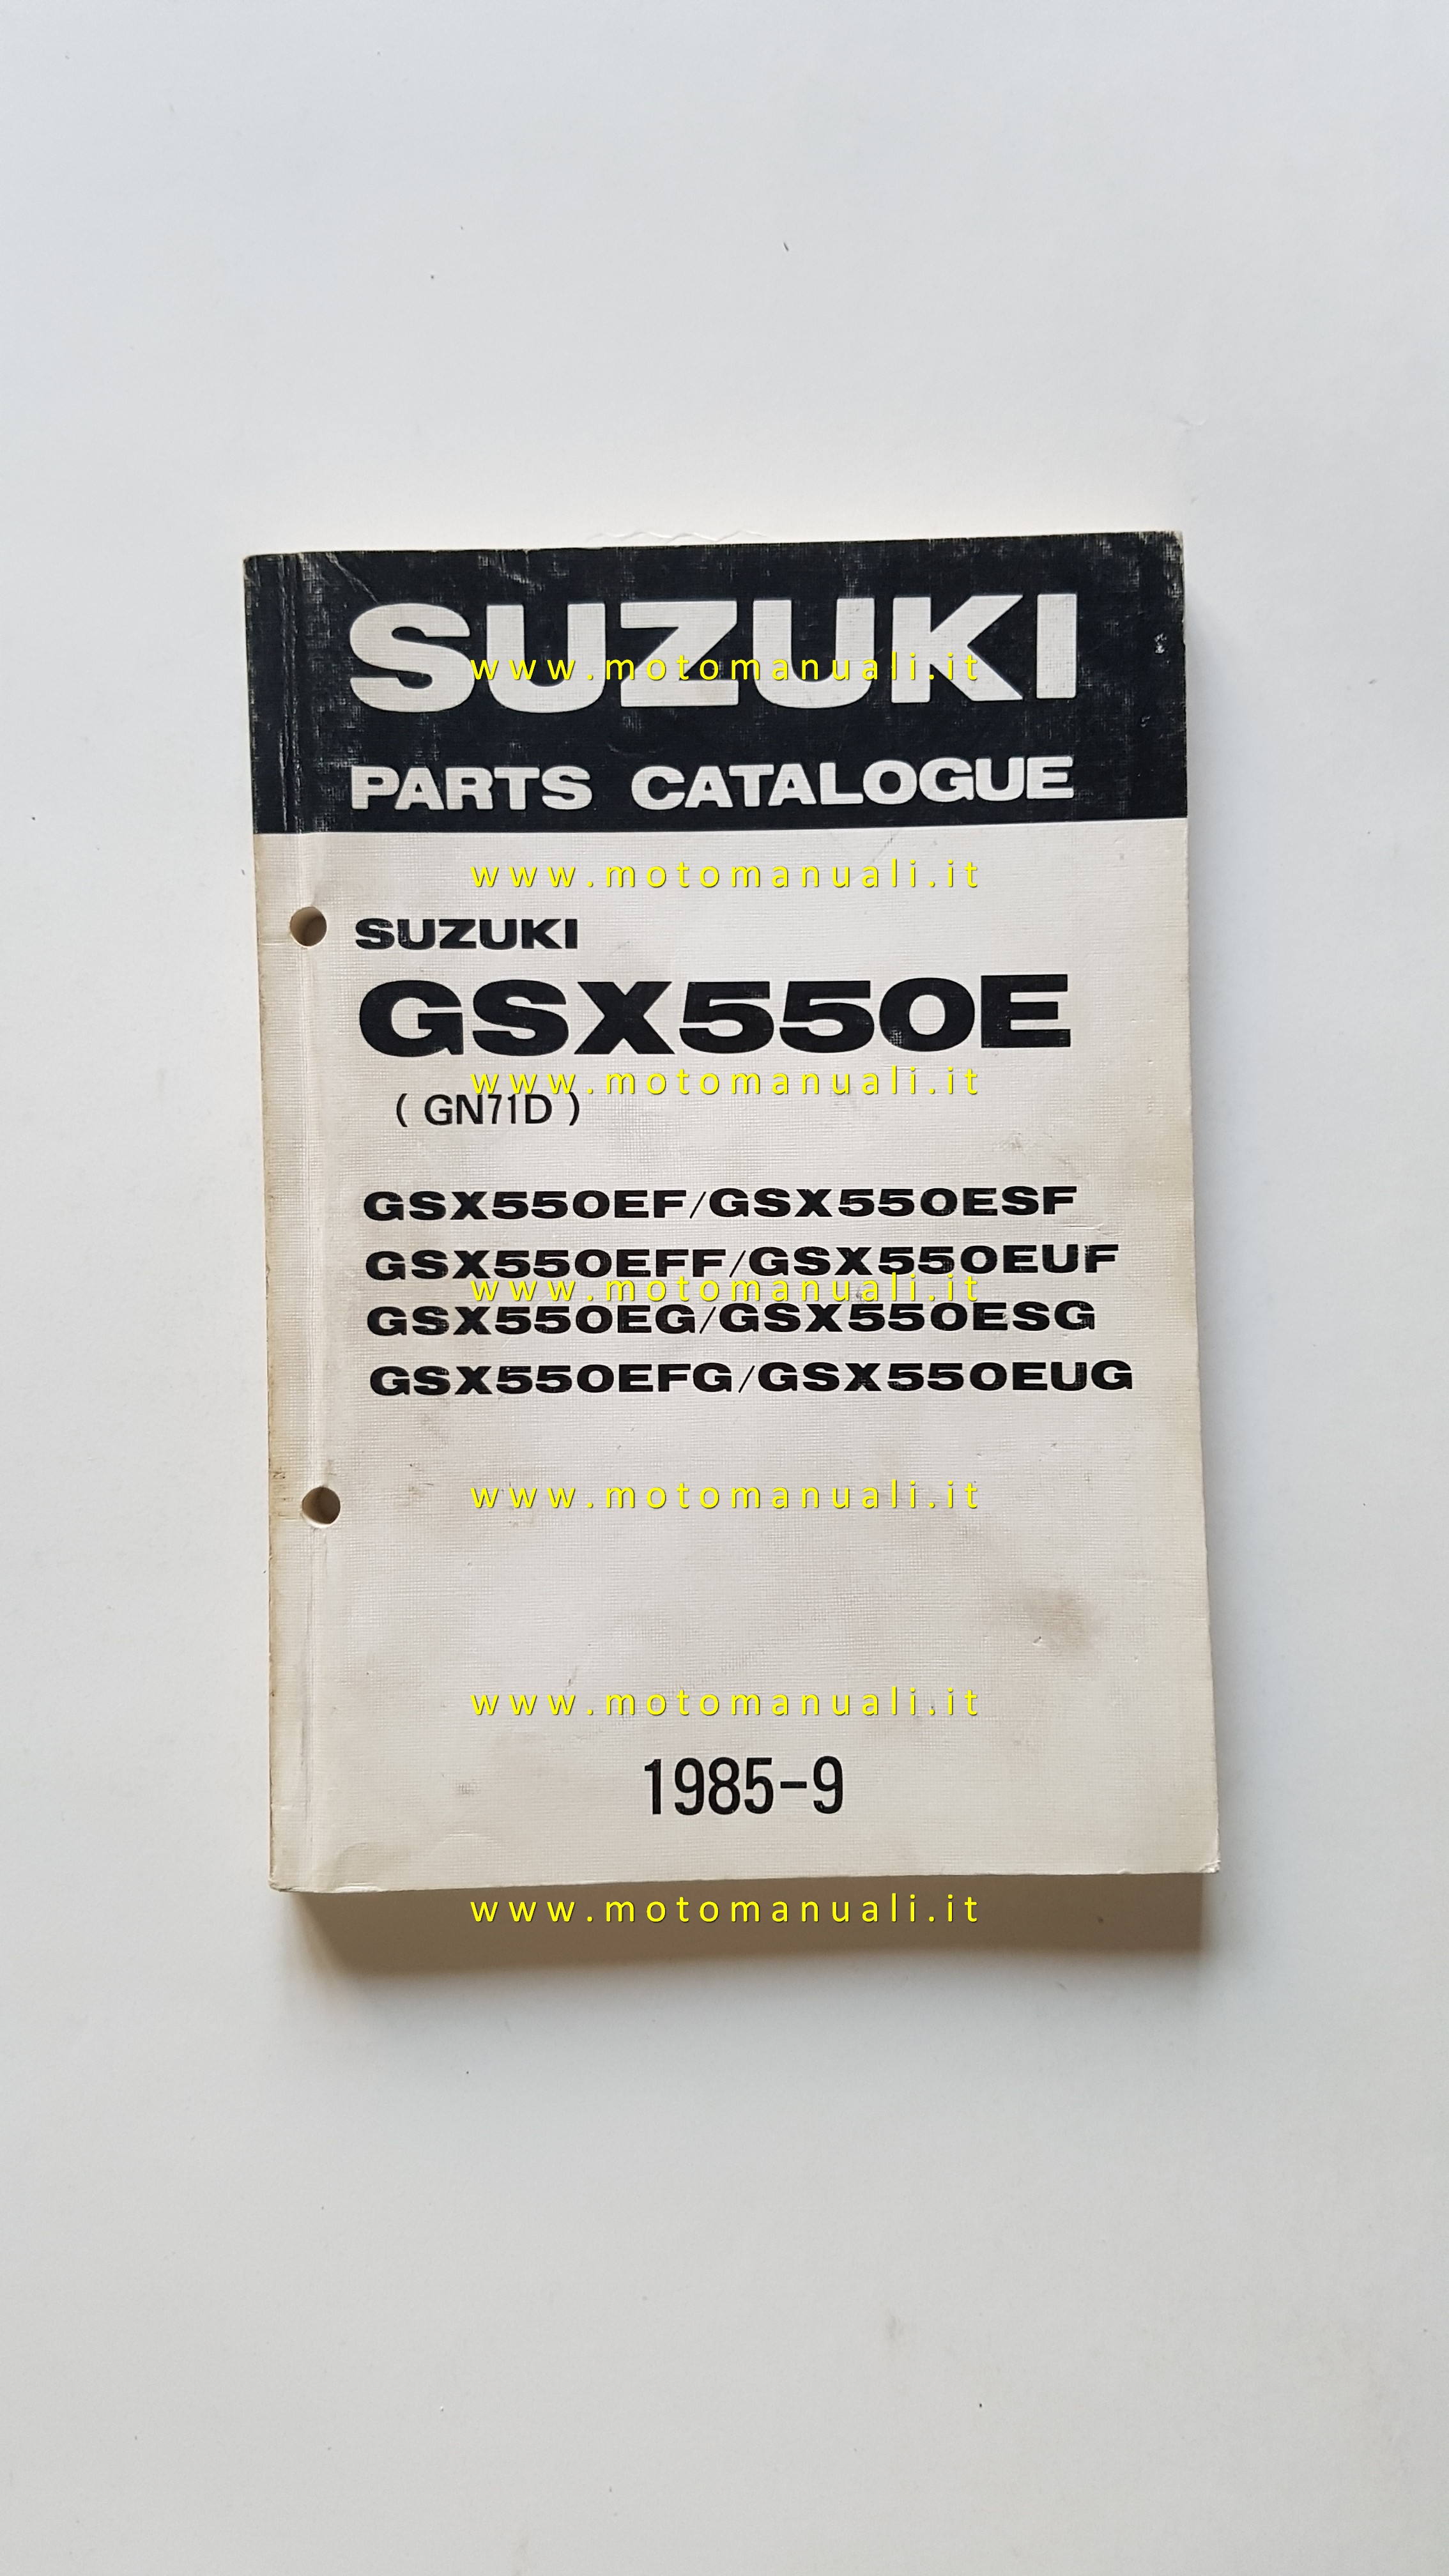 SUZUKI
www.motomanuali.it
PARTS CATALOGUE
www.motomanuali.it
SUZUKI
GSX550E
www.motomanuali.it
( GN71D )
GSX550EF/GSX550ESF
GSX550EFF/GSX550EUF
www.motomanuali.it
GSX550EG/GSX550ESG
GSX550EFG/GSX550EUG
www.motomanuali.it
www.motomanuali.it
1985-9
www.motomanuali.it